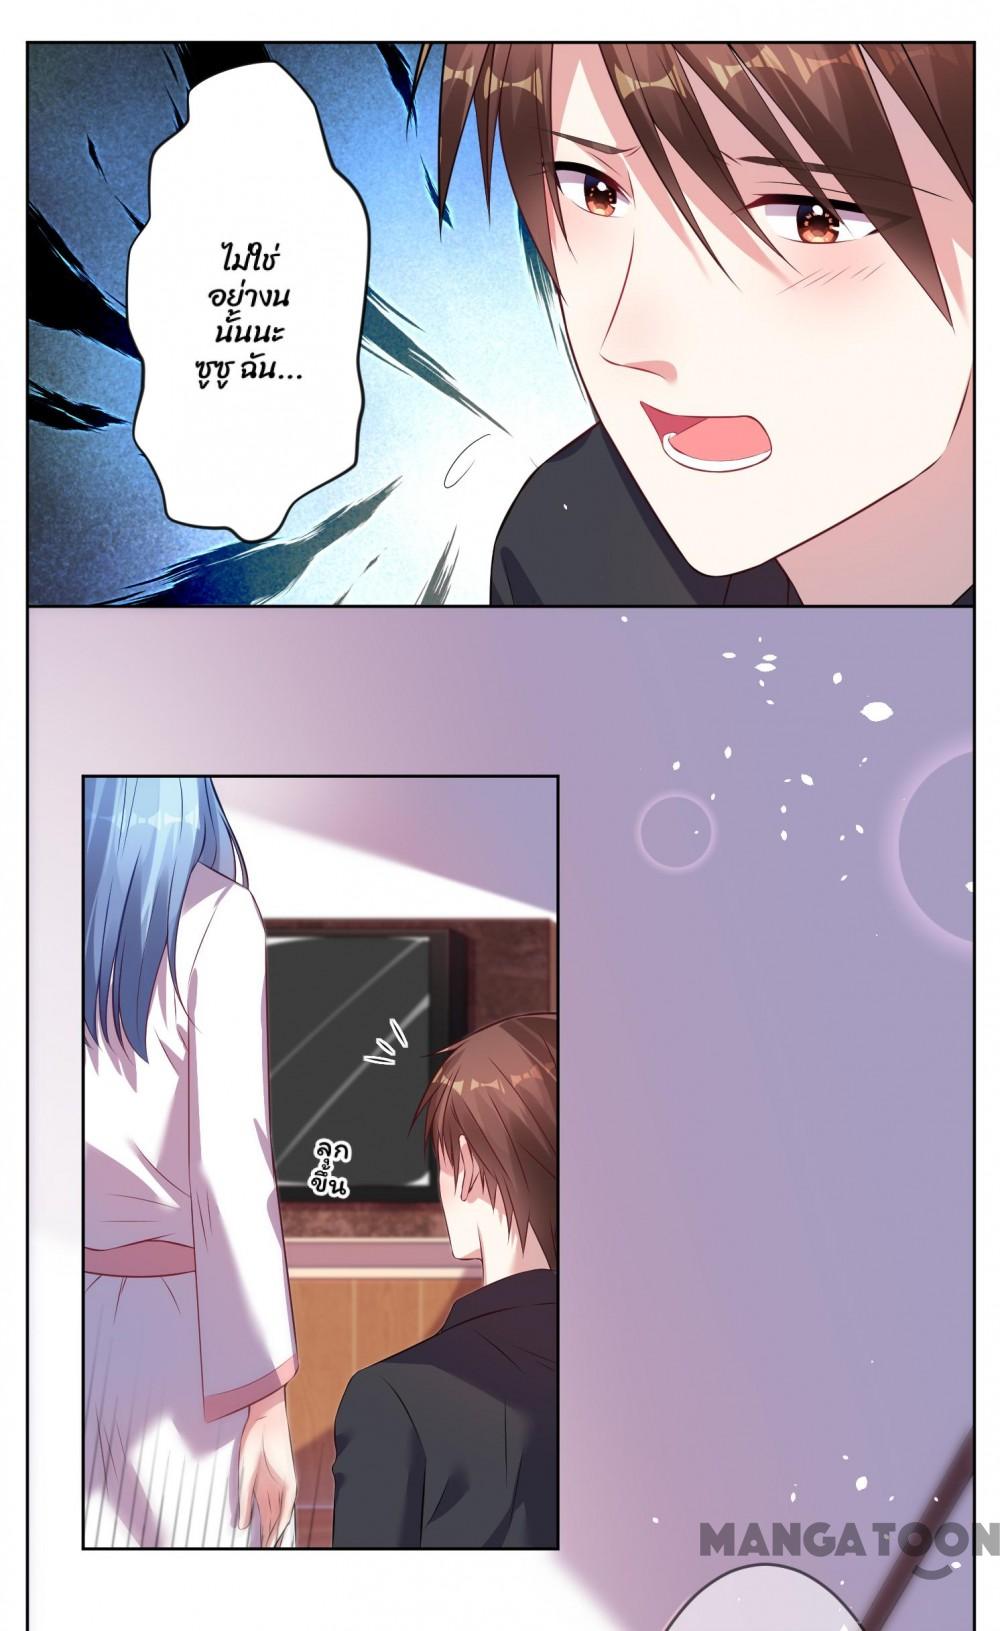 ไม่ใช่
อย่างน
นั้นนะ
ซูซู ฉัน...
ลุก
ขึ้น
MANGATOON